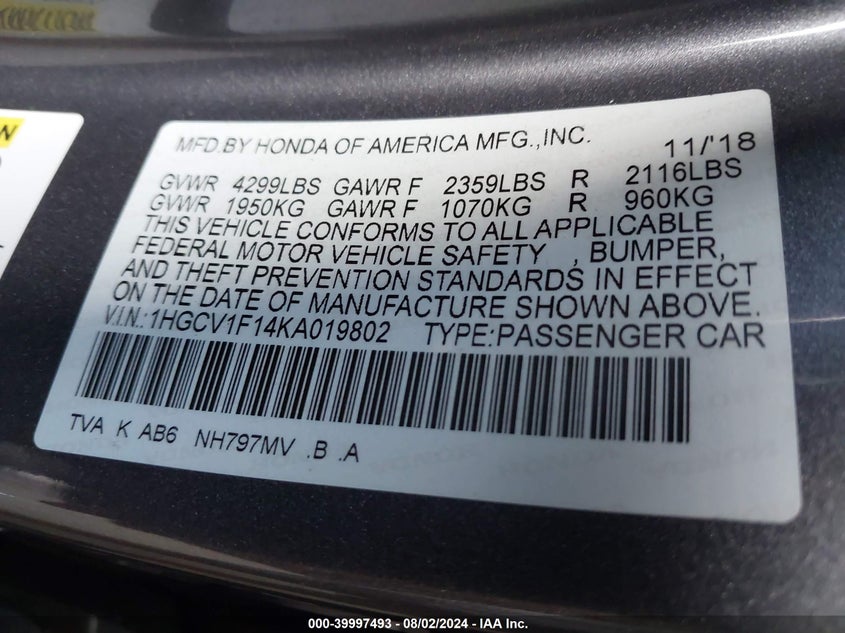 N
MFD.BY HONDA OF AMERICA MFG.,INC. 11/'18
GVWR 4299LBS GAWR F 2359LBS R 2116LBS
GVWR 1950KG GAWR F 1070KG R 960KG
THIS VEHICLE CONFORMS TO ALL APPLICABLE
FEDERAL MOTOR VEHICLE SAFETY , BUMPER,
AND THEFT PREVENTION STANDARDS IN EFFECT
ON THE DATE OF MANUFACTURE SHOWN ABOVE.
V.I.N.:1HGCV1F14KA019802 TYPE:PASSENGER CAR
TVA K AB6 NH797MV .B .A
000-39997493 - 08/02/2024 - IAA Inc.